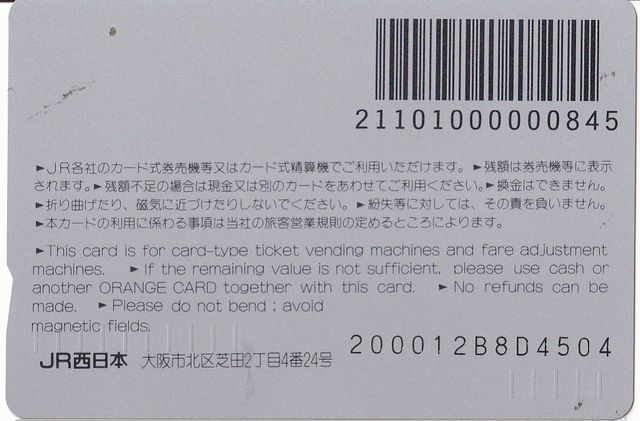 21101000000845
►JR各社のカード式券売機等又はカード式精算機でご利用いただけます。►残額は券売機等に表示
されます。►残額不足の場合は現金又は別のカードをあわせてご利用ください。►換金はできません。
►折り曲げたり、磁気に近づけたりしないでください。►紛失等に対しては、その責を負いません。
►本カードの利用に係わる事項は当社の旅客営業規則の定めるところによります。
►This card is for card-type ticket vending machines and fare adjustment
machines. ►If the remaining value is not sufficient, please use cash or
another ORANGE CARD together with this card. ►No refunds can be
made. ►Please do not bend ; avoid
magnetic fields.
JR西日本 大阪市北区芝田2丁目4番24号 200012B8D4504